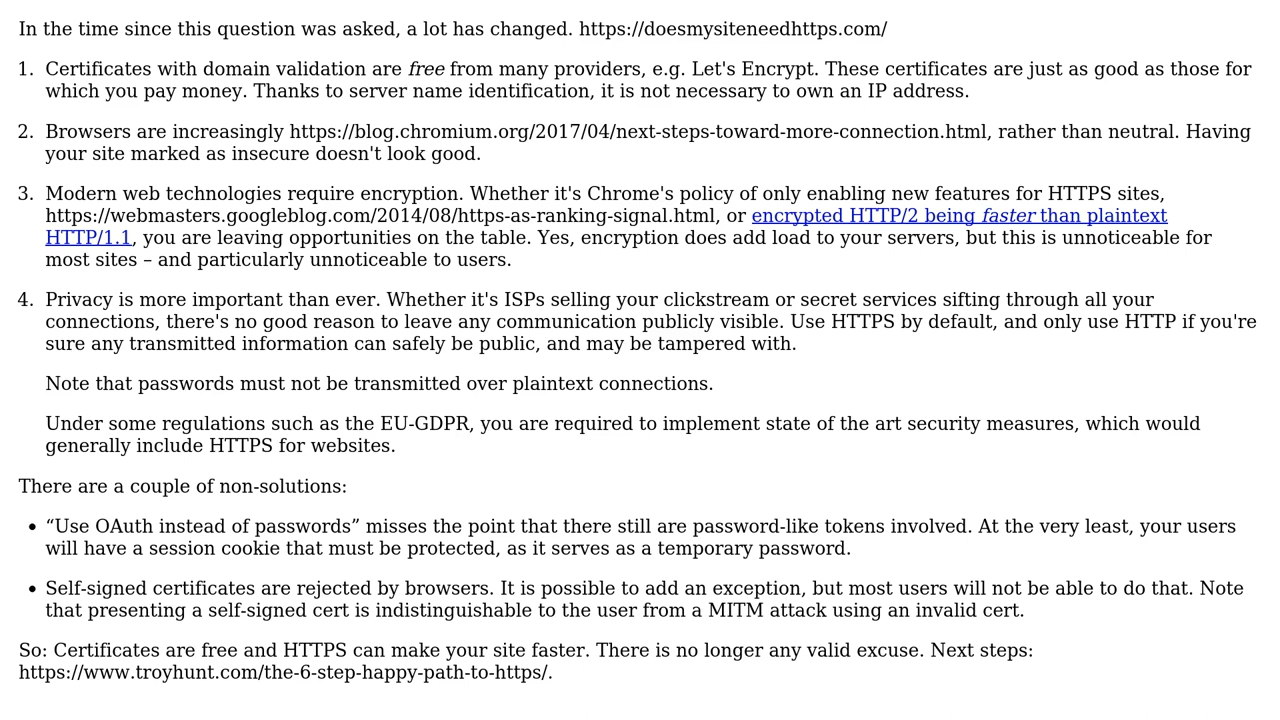 In the time since this question was asked, a lot has changed. https://doesmysiteneedhttps.com/
1. Certificates with domain validation are free from many providers, e.g. Let's Encrypt. These certificates are just as good as those for
which you pay money. Thanks to server name identification, it is not necessary to own an IP address.
2. Browsers are increasingly https://blog.chromium.org/2017/04/next-steps-toward-more-connection.html, rather than neutral. Having
your site marked as insecure doesn't look good.
3. Modern web technologies require encryption. Whether it's Chrome's policy of only enabling new features for HTTPS sites,
https://webmasters.googleblog.com/2014/08/https-as-ranking-signal.html, or encrypted HTTP/2 being faster than plaintext
HTTP/1.1, you are leaving opportunities on the table. Yes, encryption does add load to your servers, but this is unnoticeable for
most sites – and particularly unnoticeable to users.
4. Privacy is more important than ever. Whether it's ISPs selling your clickstream or secret services sifting through all your
connections, there's no good reason to leave any communication publicly visible. Use HTTPS by default, and only use HTTP if you're
sure any transmitted information can safely be public, and may be tampered with.
Note that passwords must not be transmitted over plaintext connections.
Under some regulations such as the EU-GDPR, you are required to implement state of the art security measures, which would
generally include HTTPS for websites.
There are a couple of non-solutions:
• “Use OAuth instead of passwords” misses the point that there still are password-like tokens involved. At the very least, your users
will have a session cookie that must be protected, as it serves as a temporary password.
• Self-signed certificates are rejected by browsers. It is possible to add an exception, but most users will not be able to do that. Note
that presenting a self-signed cert is indistinguishable to the user from a MITM attack using an invalid cert.
So: Certificates are free and HTTPS can make your site faster. There is no longer any valid excuse. Next steps:
https://www.troyhunt.com/the-6-step-happy-path-to-https/.